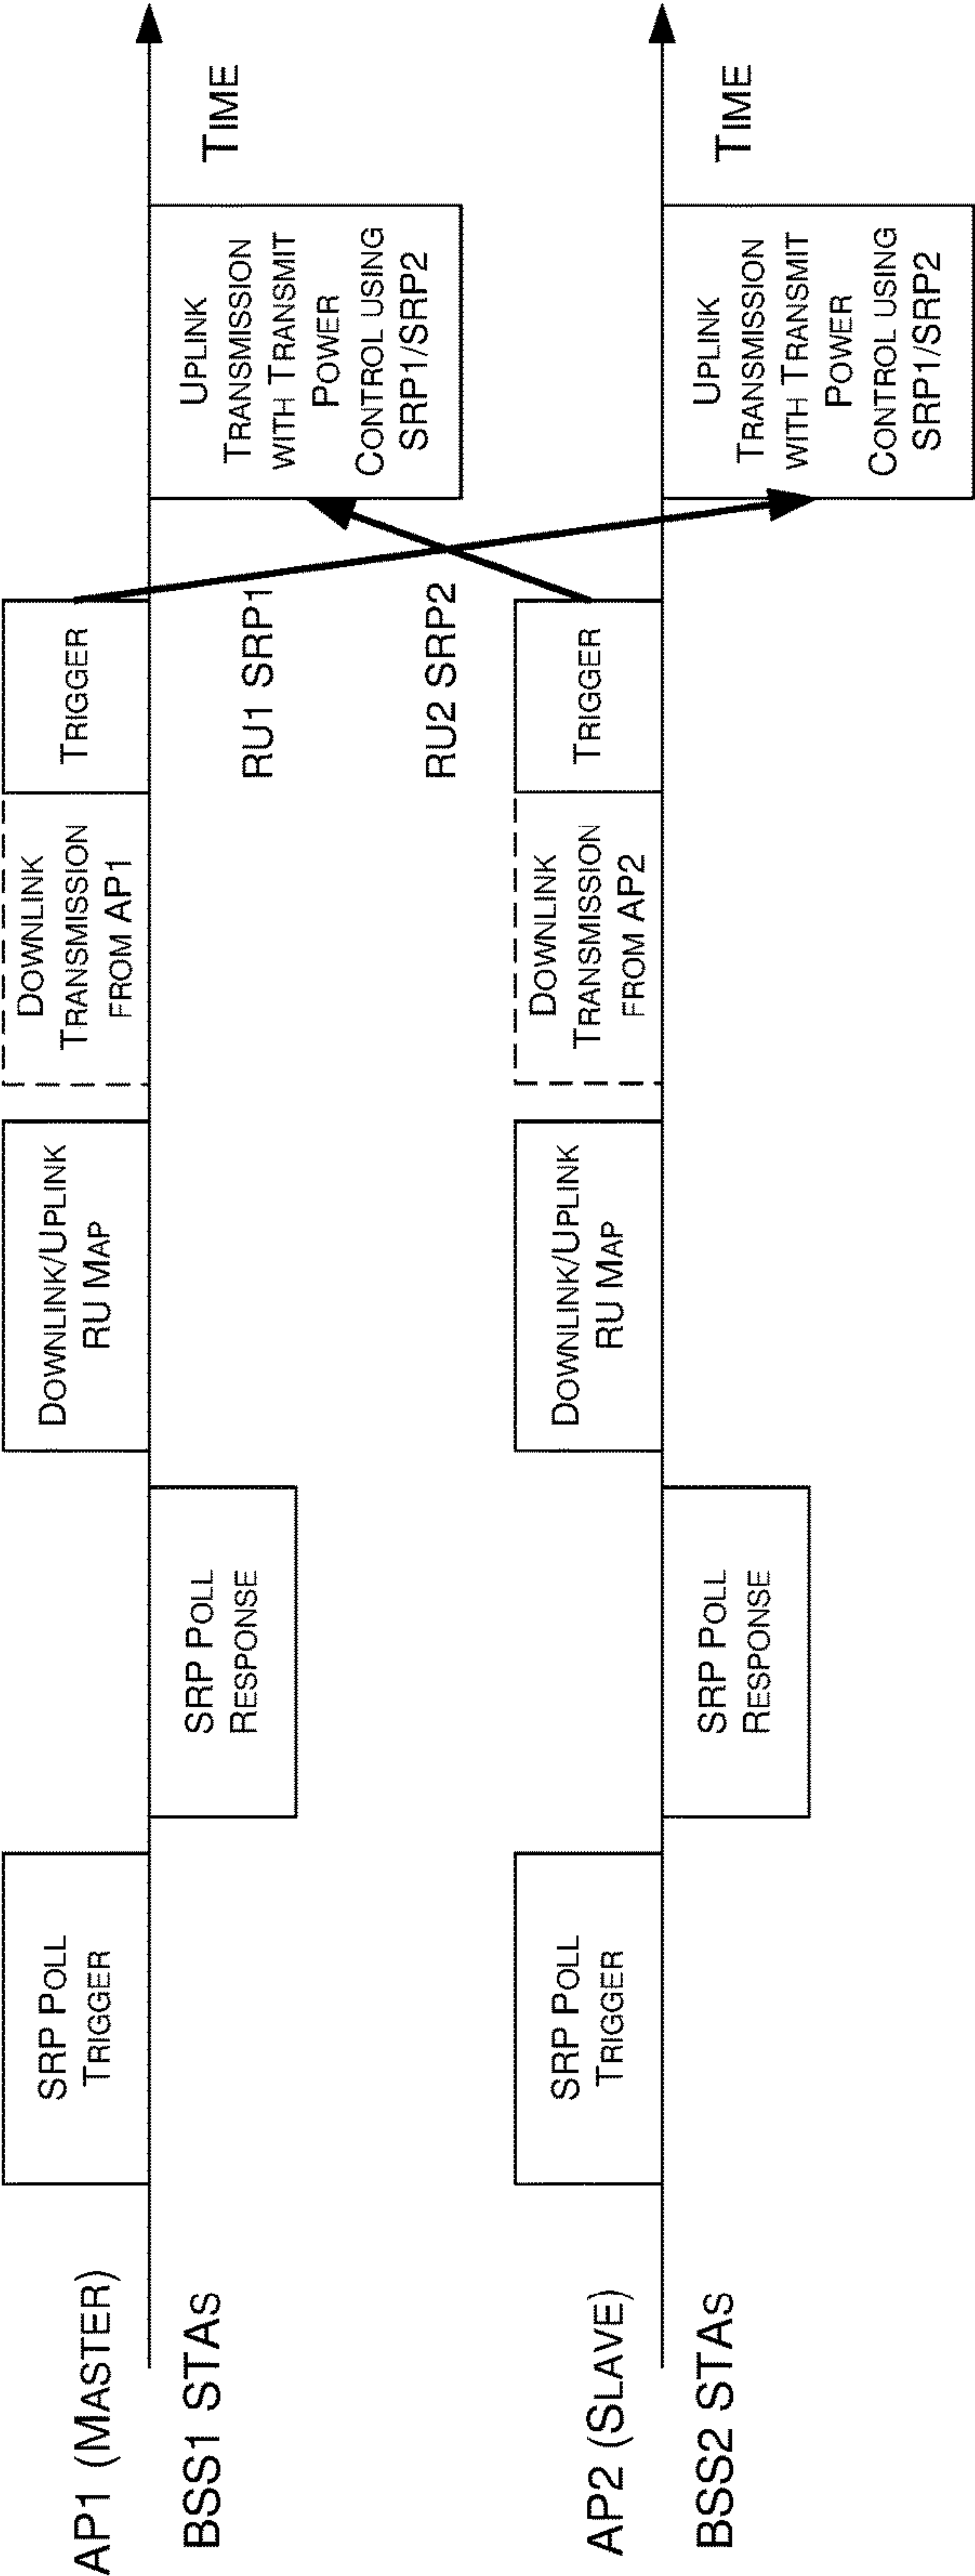 AP1 (MASTER)
BSS1 STAS
SRP POLL
TRIGGER
SRP POLL
RESPONSE
DOWNLINK/UPLINK
RU MAP
DOWNLINK
TRANSMISSION
FROM AP1
TRIGGER
RU1 SRP1
RU2 SRP2
UPLINK
TRANSMISSION
WITH TRANSMIT
POWER
CONTROL USING
SRP1/SRP2
TIME
AP2 (SLAVE)
BSS2 STAS
SRP POLL
TRIGGER
SRP POLL
RESPONSE
DOWNLINK/UPLINK
RU MAP
DOWNLINK
TRANSMISSION
FROM AP2
TRIGGER
UPLINK
TRANSMISSION
WITH TRANSMIT
POWER
CONTROL USING
SRP1/SRP2
TIME